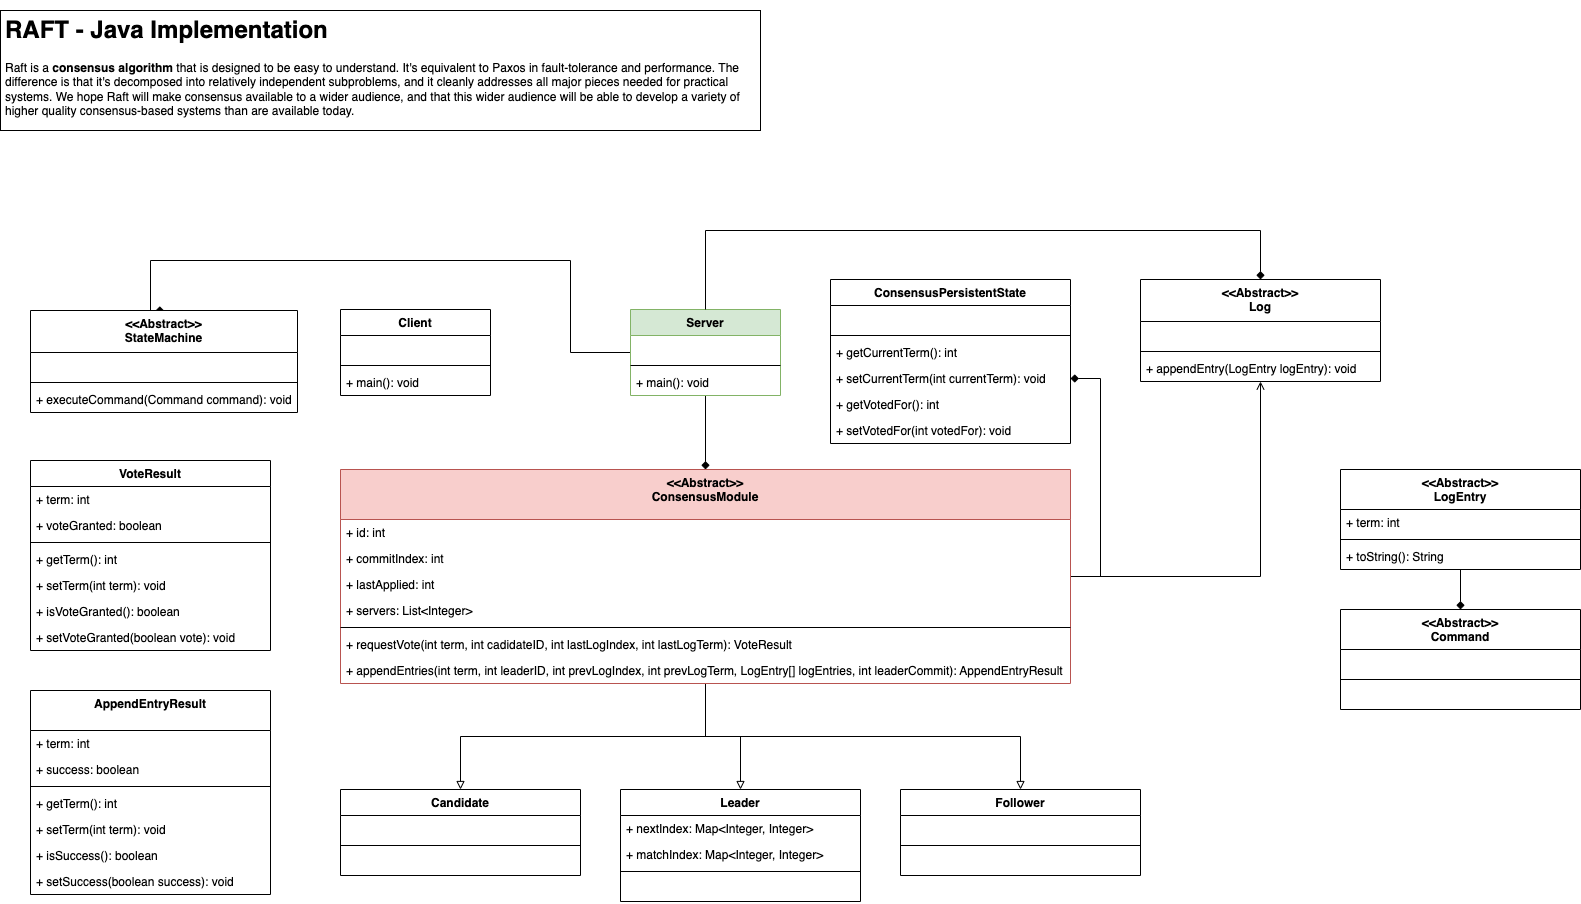 RAFT - Java Implementation
Raft is a consensus algorithm that is designed to be easy to understand. It's equivalent to Paxos in fault-tolerance and performance. The
difference is that it's decomposed into relatively independent subproblems, and it cleanly addresses all major pieces needed for practical
systems. We hope Raft will make consensus available to a wider audience, and that this wider audience will be able to develop a variety of
higher quality consensus-based systems than are available today.
<<Abstract>>
StateMachine
+ executeCommand(Command command): void
Client
+ main(): void
Server
+ main(): void
ConsensusPersistentState
+ getCurrentTerm(): int
+ setCurrentTerm(int currentTerm): void
+ getVotedFor(): int
+ setVotedFor(int votedFor): void
<<Abstract>>
Log
+ appendEntry(LogEntry logEntry): void
VoteResult
+ term: int
+ voteGranted: boolean
+ getTerm(): int
+ setTerm(int term): void
+ isVoteGranted(): boolean
+ setVoteGranted(boolean vote): void
<<Abstract>>
ConsensusModule
+ id: int
+ commitIndex: int
+ lastApplied: int
+ servers: List<Integer>
+ requestVote(int term, int cadidateID, int lastLogIndex, int lastLogTerm): VoteResult
+ appendEntries(int term, int leaderID, int prevLogIndex, int prevLogTerm, LogEntry[] logEntries, int leaderCommit): AppendEntryResult
<<Abstract>>
LogEntry
+ term: int
+ toString(): String
<<Abstract>>
Command
AppendEntryResult
+ term: int
+ success: boolean
+ getTerm(): int
+ setTerm(int term): void
+ isSuccess(): boolean
+ setSuccess(boolean success): void
Candidate
Leader
+ nextIndex: Map<Integer, Integer>
+ matchIndex: Map<Integer, Integer>
Follower